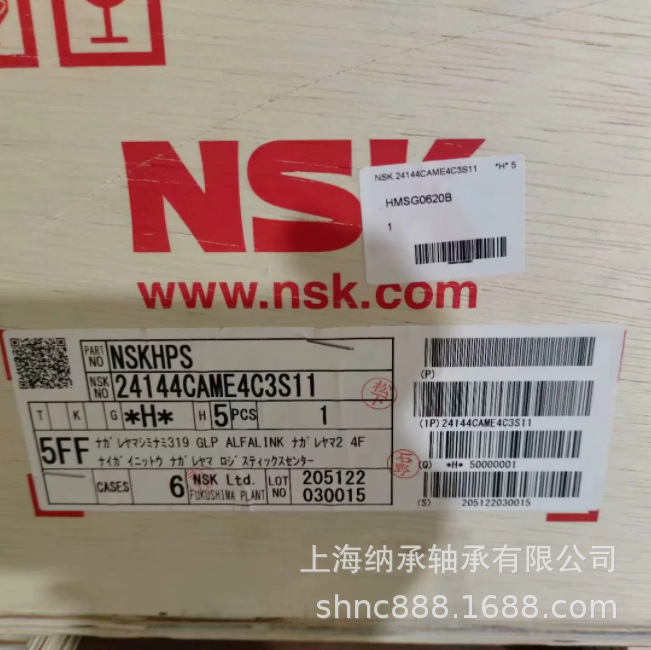 NSK
NSK 24144CAME4C3S11 *H* 5
HMSG0620B
1
www.nsk.com
PART NO NSKHPS
NSK NO 24144CAME4C3S11
T K G *H* H 5 PCS 1
5FF ナガレヤマシミナミ319 GLP ALFALINK ナガレヤマ2 4F
ナイガイニットウ ナガレヤマ ロジスティックスセンター
CASES 6 NSK Ltd. FUKUSHIMA PLANT LOT NO 205122 030015
(P)
(1P)24144CAME4C3S11
(Q) *H* 50000001
(S) 205122030015
石野
上海纳承轴承有限公司
shnc888.1688.com